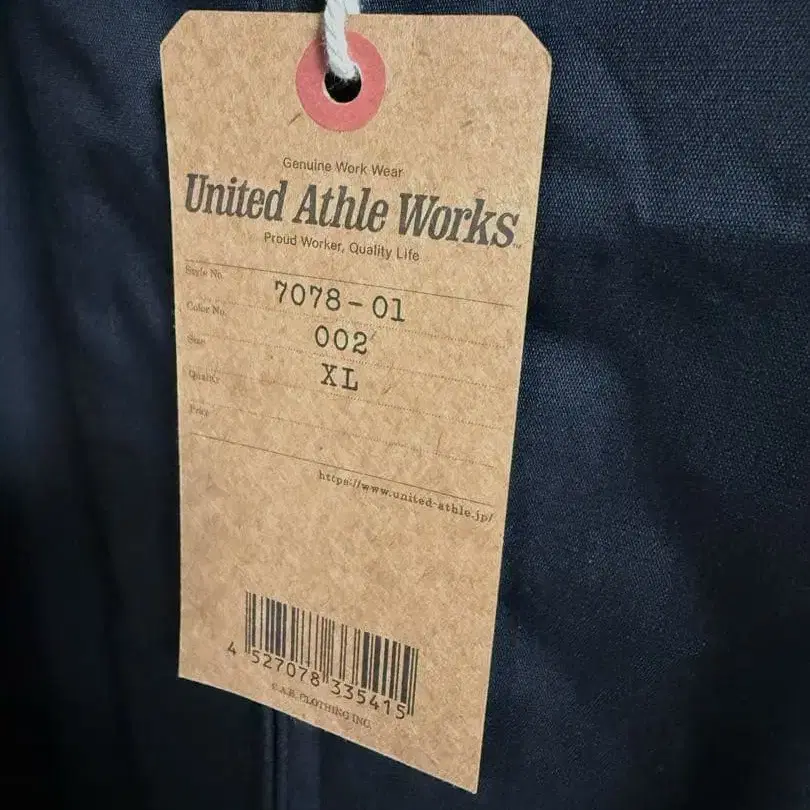 Genuine Work Wear
United Athle Works™
Proud Worker, Quality Life
Style No. 7078-01
Color No. 002
Size XL
Quality
Price
https://www.united-athle.jp/
4 527078 335415
C.A.B. CLOTHING INC.